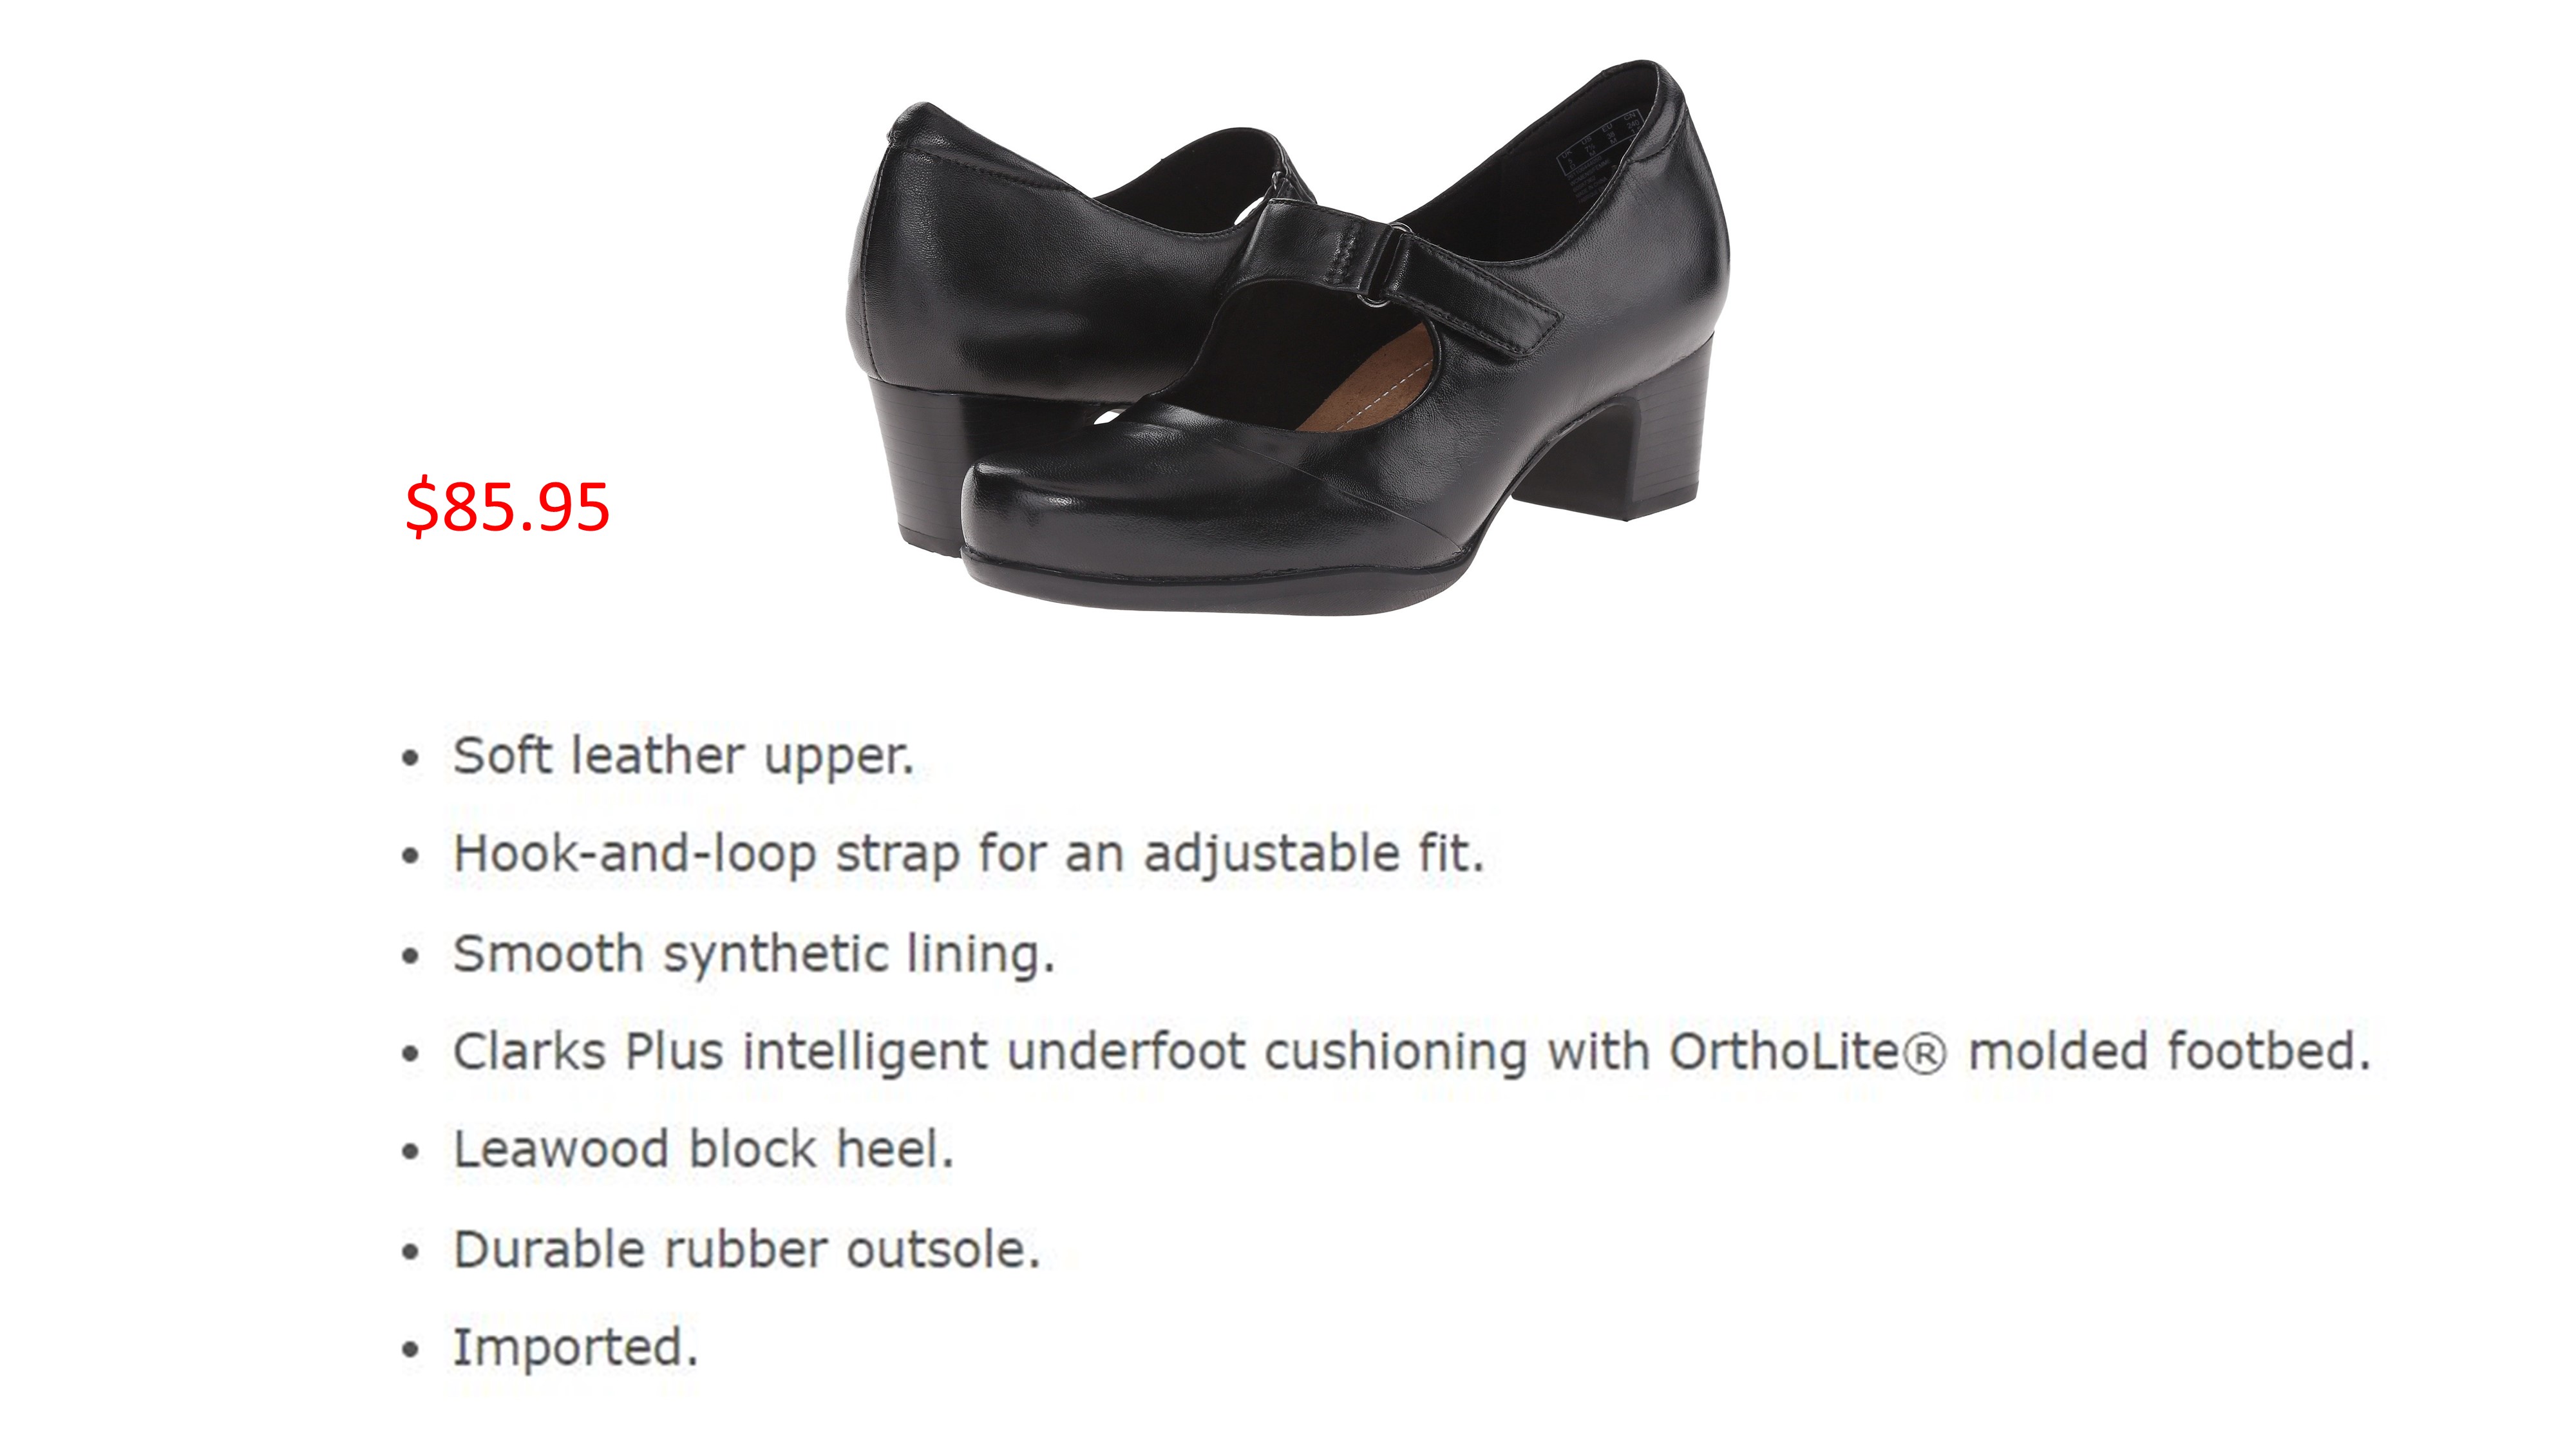 $85.95
• Soft leather upper.
• Hook-and-loop strap for an adjustable fit.
• Smooth synthetic lining.
• Clarks Plus intelligent underfoot cushioning with OrthoLite® molded footbed.
• Leawood block heel.
• Durable rubber outsole.
• Imported.